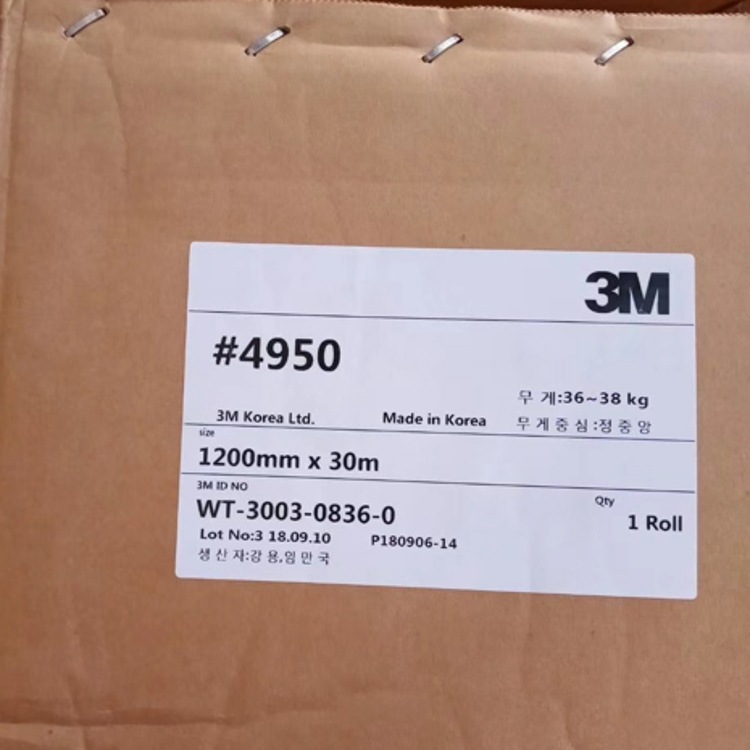 3M
#4950
무 게:36~38 kg
3M Korea Ltd. Made in Korea 무 게 중 심 :정 중 앙
size
1200mm x 30m
3M ID NO
WT-3003-0836-0
Qty
1 Roll
Lot No:3 18.09.10 P180906-14
생 산 자:강 용,임 만 국